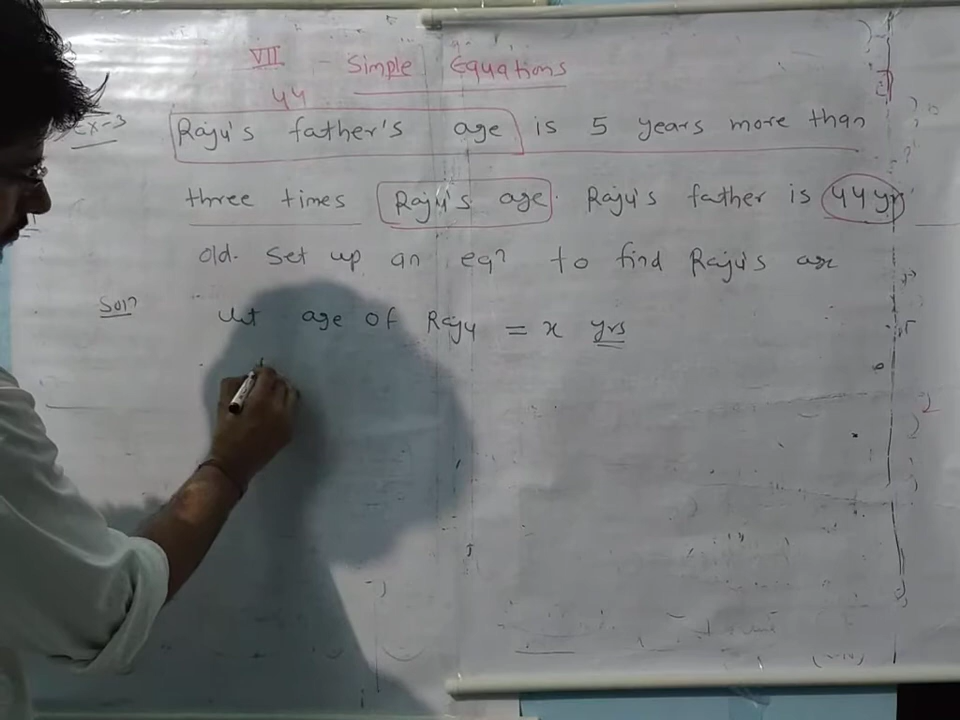 VII - Simple Equations
44
Ex-3 Raju's father's age is 5 years more than
three times Raju's age. Raju's father is 44 yr
old. Set up an eqn to find Raju's age
Soln Let age of Raju = x yrs